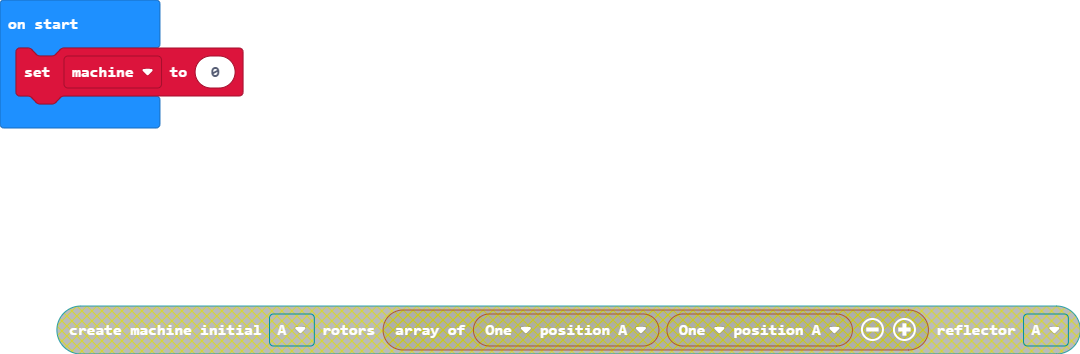 on start
set machine to 0
create machine initial A rotors array of One position A One position A reflector A